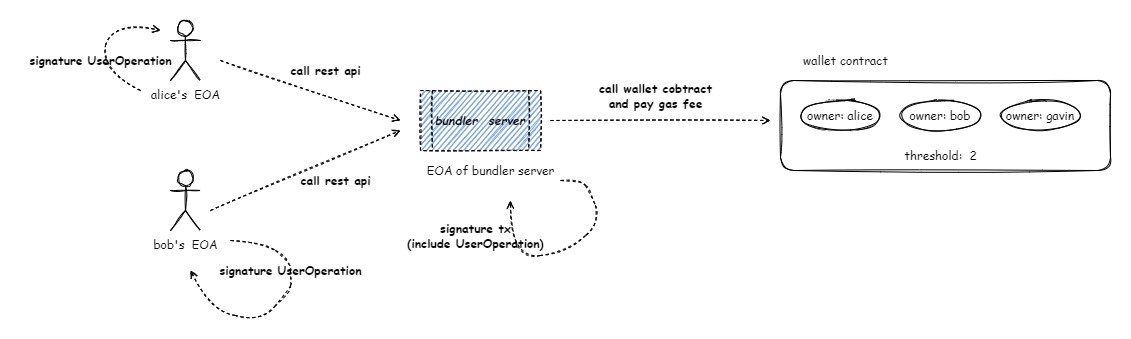 signature UserOperation
alice's EOA
call rest api
bundler server
EOA of bundler server
call wallet cobtract
and pay gas fee
wallet contract
owner: alice
owner: bob
owner: gavin
threshold: 2
call rest api
bob's EOA
signature UserOperation
signature tx
(include UserOperation)